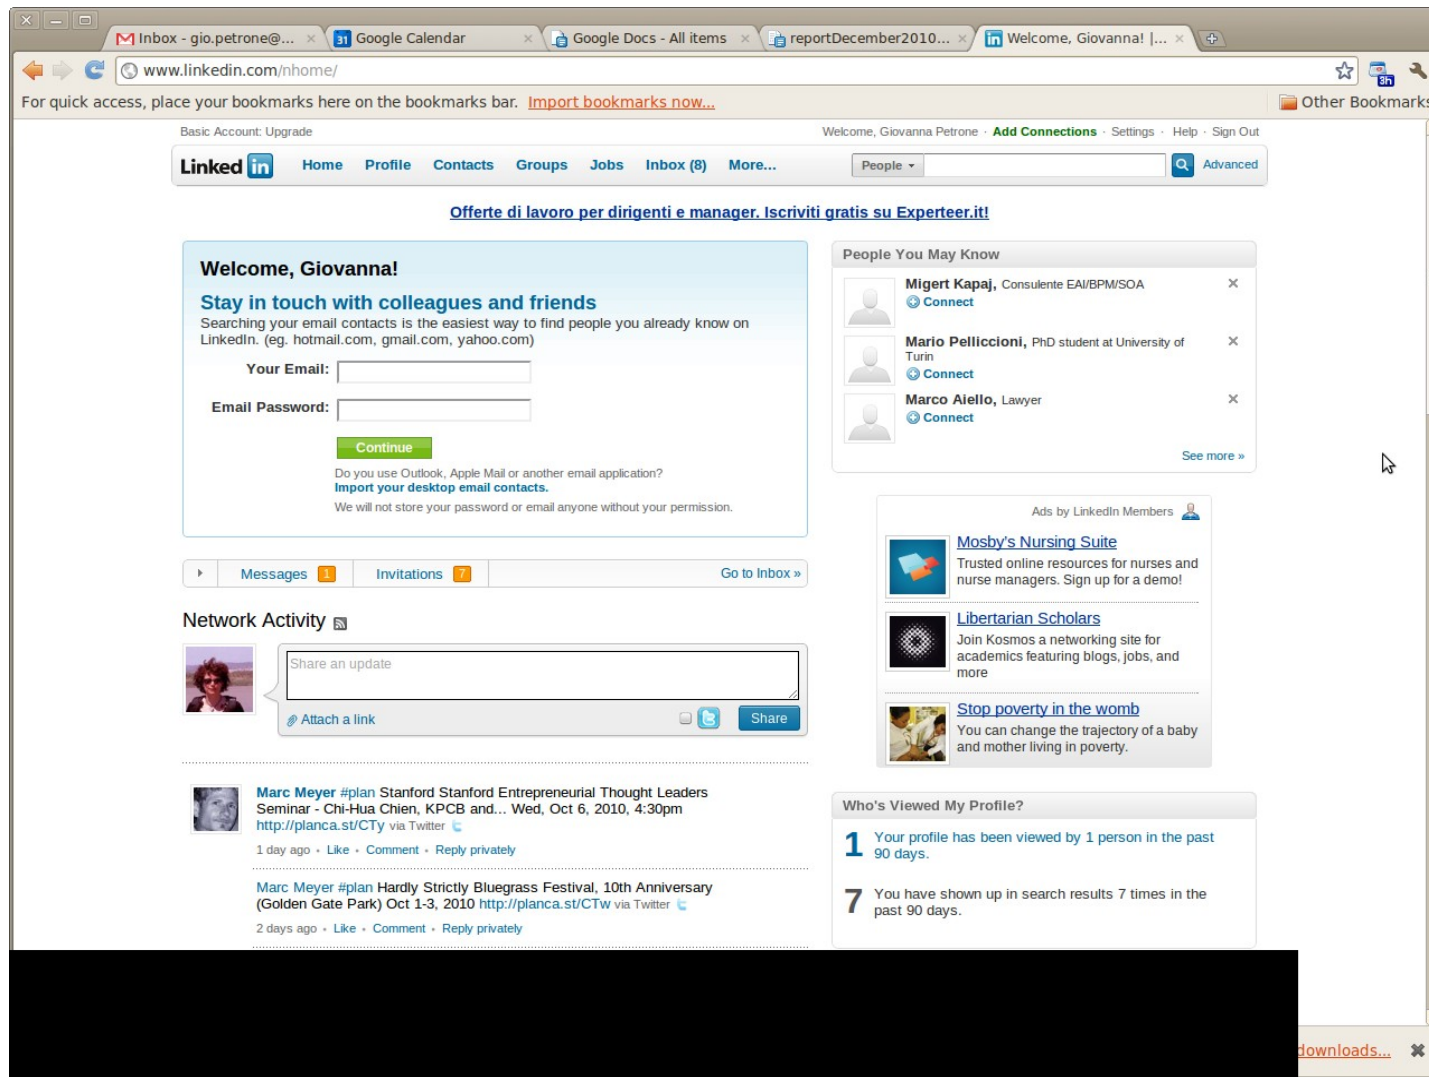 Inbox - gio.petrone@... Google Calendar Google Docs - All items reportDecember2010... Welcome, Giovanna! |...
www.linkedin.com/nhome/
3h
For quick access, place your bookmarks here on the bookmarks bar. Import bookmarks now... Other Bookmarks
Basic Account: Upgrade Welcome, Giovanna Petrone · Add Connections · Settings · Help · Sign Out
Linked in Home Profile Contacts Groups Jobs Inbox (8) More... People Advanced
Offerte di lavoro per dirigenti e manager. Iscriviti gratis su Experteer.it!
Welcome, Giovanna!
Stay in touch with colleagues and friends
Searching your email contacts is the easiest way to find people you already know on
LinkedIn. (eg. hotmail.com, gmail.com, yahoo.com)
Your Email:
Email Password:
Continue
Do you use Outlook, Apple Mail or another email application?
Import your desktop email contacts.
We will not store your password or email anyone without your permission.
Messages 1 Invitations 7 Go to Inbox »
Network Activity
Share an update
Attach a link Share
Marc Meyer #plan Stanford Stanford Entrepreneurial Thought Leaders
Seminar - Chi-Hua Chien, KPCB and... Wed, Oct 6, 2010, 4:30pm
http://planca.st/CTy via Twitter
1 day ago • Like • Comment • Reply privately
Marc Meyer #plan Hardly Strictly Bluegrass Festival, 10th Anniversary
(Golden Gate Park) Oct 1-3, 2010 http://planca.st/CTw via Twitter
2 days ago • Like • Comment • Reply privately
People You May Know
Migert Kapaj, Consulente EAI/BPM/SOA
Connect
Mario Pelliccioni, PhD student at University of
Turin
Connect
Marco Aiello, Lawyer
Connect
See more »
Ads by LinkedIn Members
Mosby's Nursing Suite
Trusted online resources for nurses and
nurse managers. Sign up for a demo!
Libertarian Scholars
Join Kosmos a networking site for
academics featuring blogs, jobs, and
more
Stop poverty in the womb
You can change the trajectory of a baby
and mother living in poverty.
Who's Viewed My Profile?
1 Your profile has been viewed by 1 person in the past
90 days.
7 You have shown up in search results 7 times in the
past 90 days.
downloads...